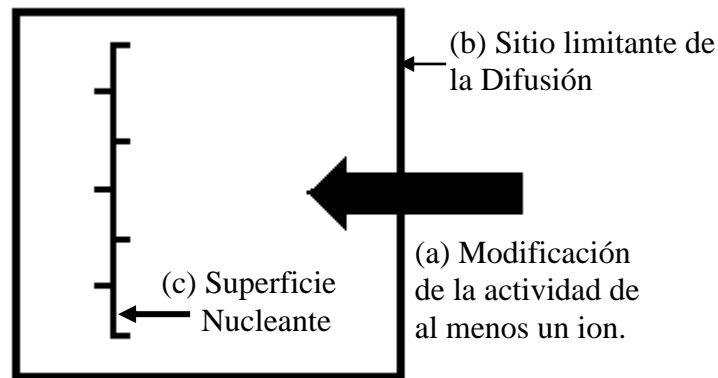 (b) Sitio limitante de
la Difusión
(a) Modificación
de la actividad de
al menos un ion.
(c) Superficie
Nucleante